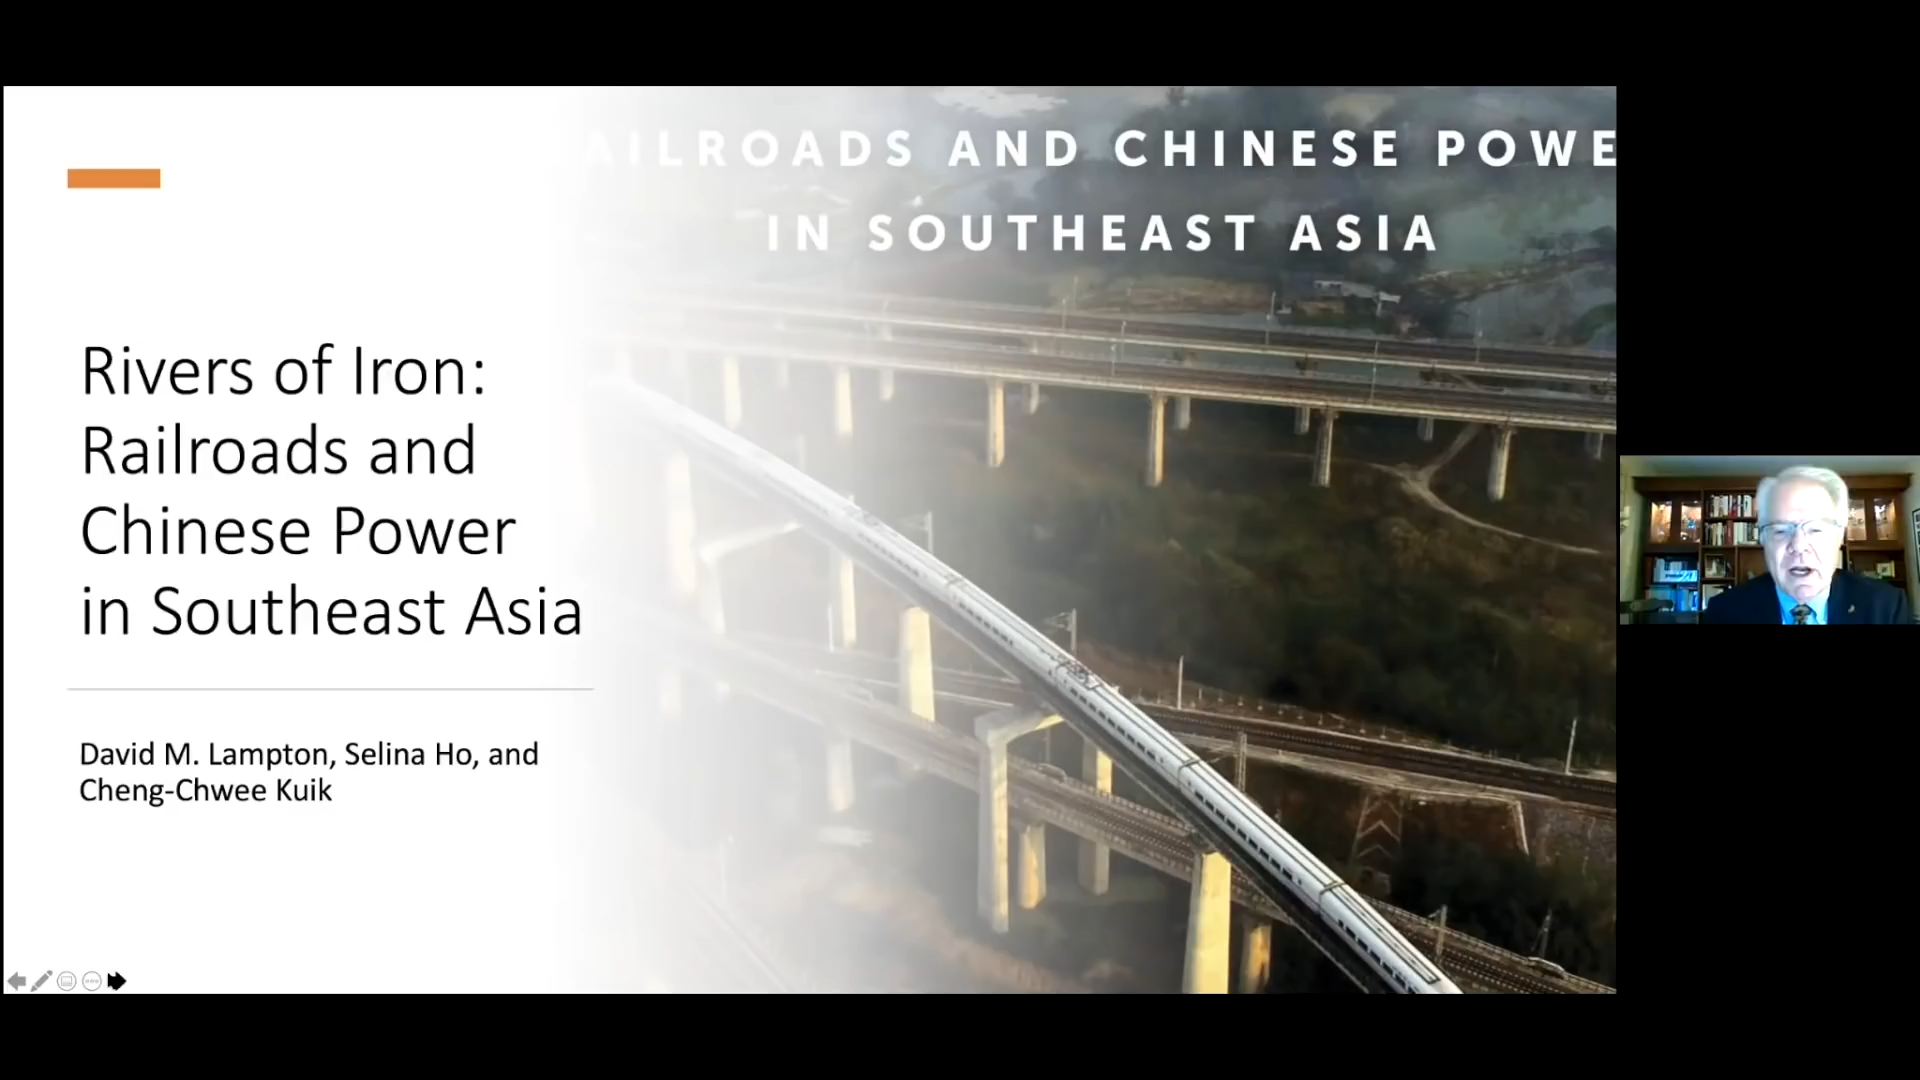 AILROADS AND CHINESE POWE
IN SOUTHEAST ASIA
Rivers of Iron:
Railroads and
Chinese Power
in Southeast Asia
David M. Lampton, Selina Ho, and
Cheng-Chwee Kuik